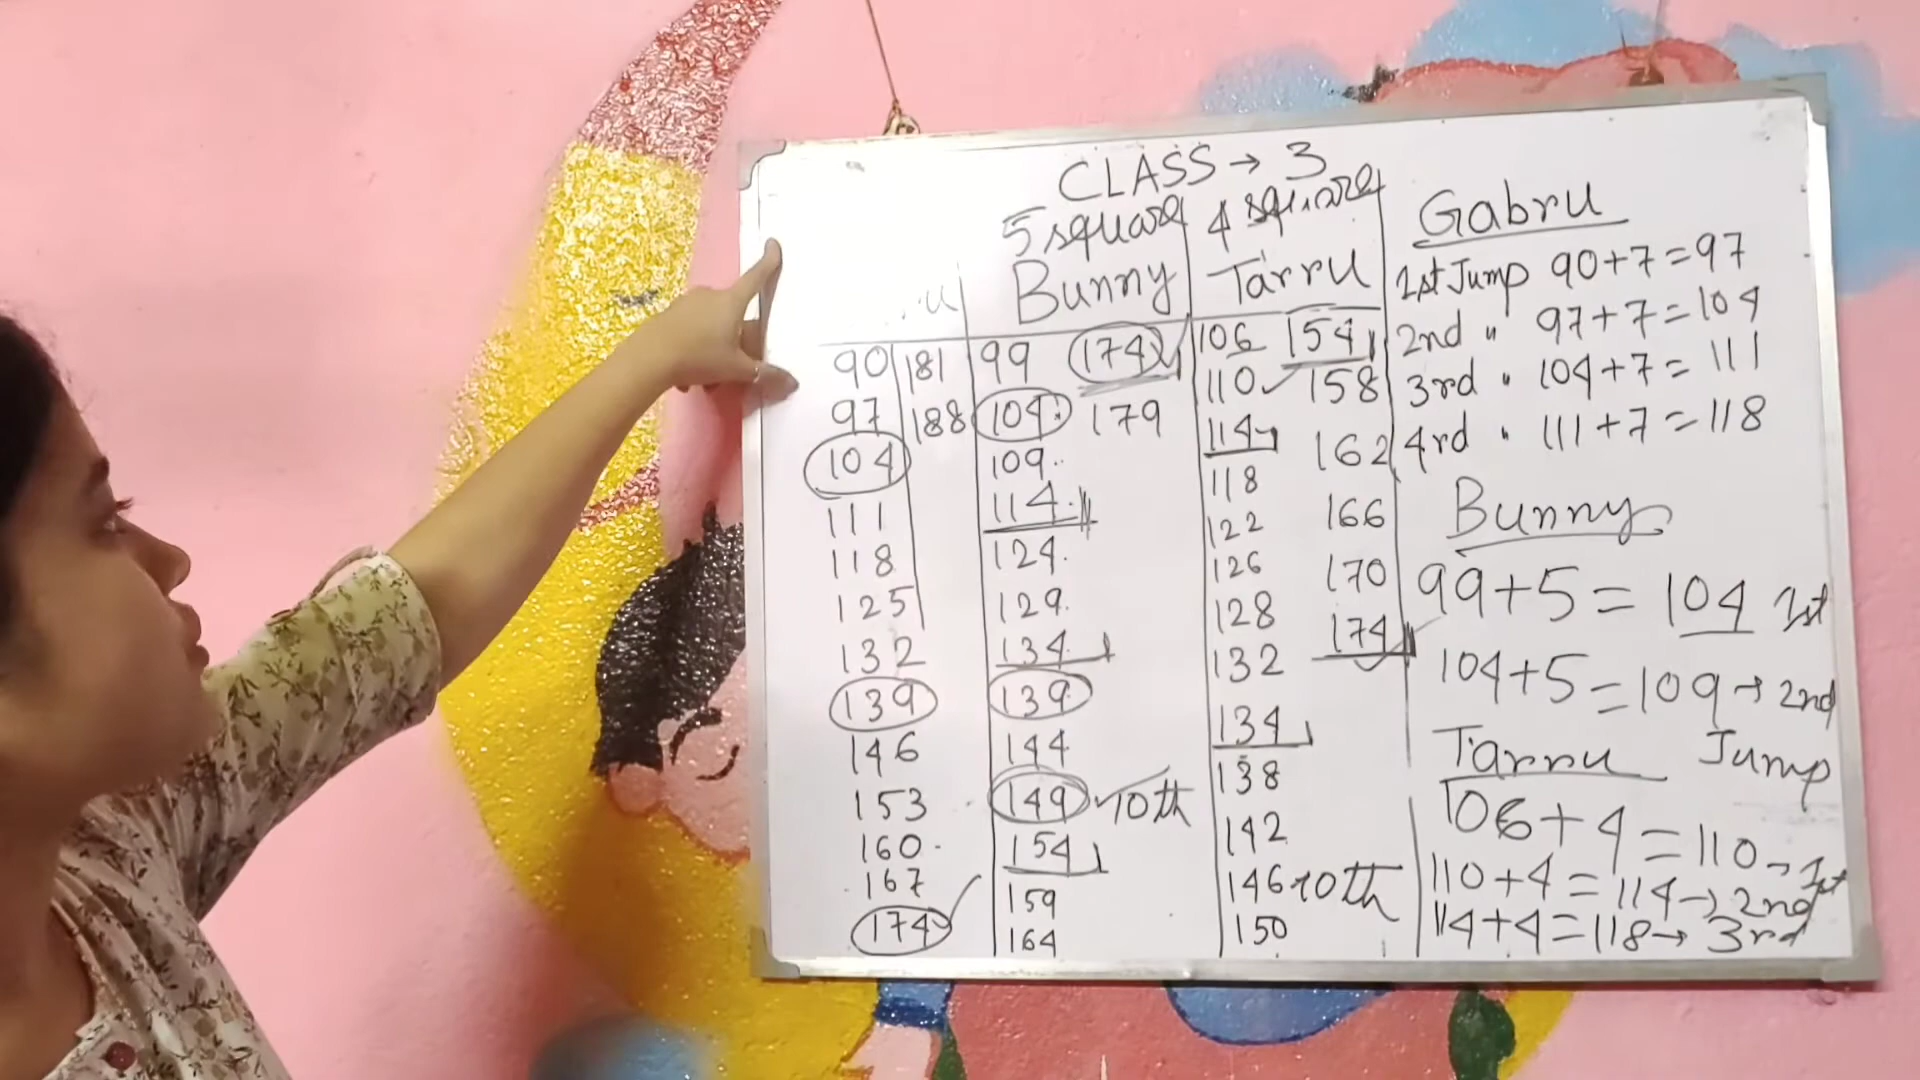 CLASS → 3
5 square 4 square
Bunny Tarru
90 181 99 174 106 154
97 188 104 179 110 158
104 109 114 162
111 114 118 166
118 124 122 170
125 129 126 174
132 134 128
139 139 132
146 144 134
153 149 10th 138
160 154 142
167 159 146 10th
174 164 150
Gabru
1st Jump 90+7=97
2nd " 97+7=104
3rd " 104+7=111
4rd " 111+7=118
Bunny
99+5=104 1st
104+5=109→2nd
Tarru Jump
106+4=110→1st
110+4=114→2nd
114+4=118→3rd